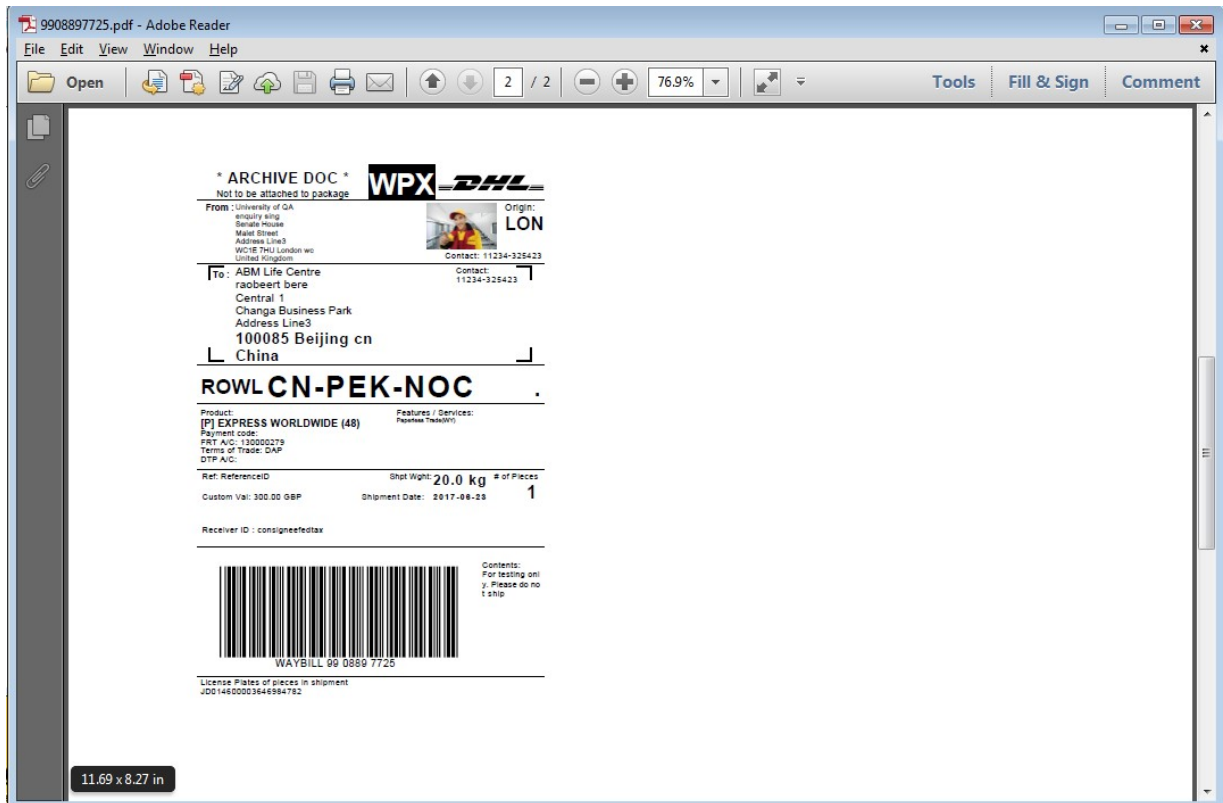 9908897725.pdf - Adobe Reader
File Edit View Window Help
Open 2 / 2 76.9% Tools Fill & Sign Comment
* ARCHIVE DOC *
Not to be attached to package
WPX DHL
From : University of QA
enquiry sing
Senate House
Malet Street
Address Line3
WC1E 7HU London wc
United Kingdom
Origin:
LON
Contact: 11234-325423
To : ABM Life Centre
raobeert bere
Central 1
Changa Business Park
Address Line3
100085 Beijing cn
China
Contact:
11234-325423
ROWL CN-PEK-NOC .
Product:
[P] EXPRESS WORLDWIDE (48)
Payment code:
FRT A/C: 130000279
Terms of Trade: DAP
DTP A/C:
Features / Services:
Paperless Trade(WY)
Ref: ReferenceID
Shpt Wght: 20.0 kg
# of Pieces
1
Custom Val: 300.00 GBP
Shipment Date: 2017-06-23
Receiver ID : consigneefedtax
Contents:
For testing onl
y. Please do no
t ship
WAYBILL 99 0889 7725
License Plates of pieces in shipment
JD014600003646984782
11.69 x 8.27 in